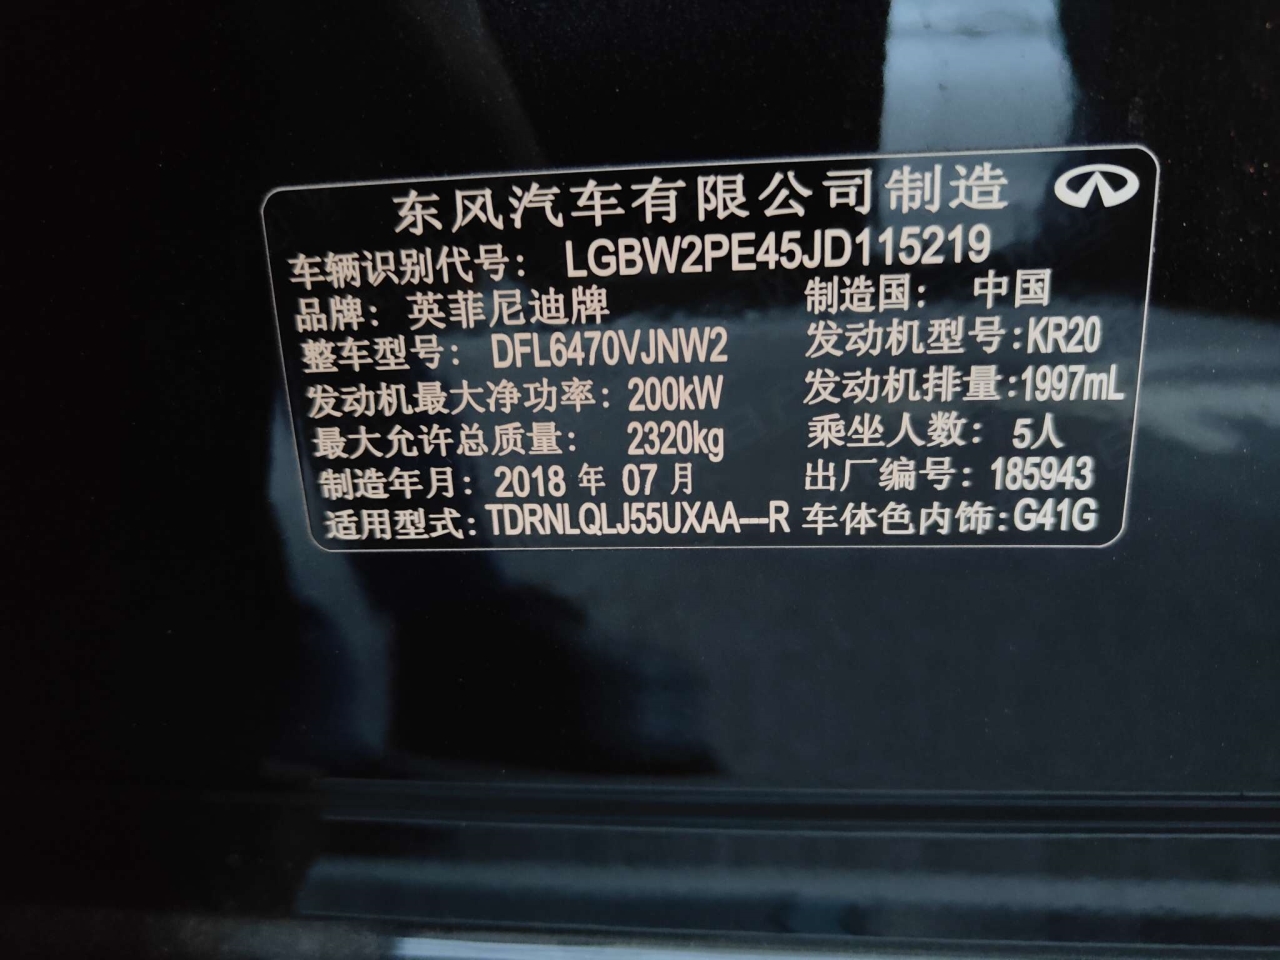 东风汽车有限公司制造
车辆识别代号： LGBW2PE45JD115219
品牌：英菲尼迪牌 制造国： 中国
整车型号： DFL6470VJNW2 发动机型号:KR20
发动机最大净功率：200kW 发动机排量:1997mL
最大允许总质量： 2320kg 乘坐人数： 5人
制造年月：2018 年 07 月 出厂编号：185943
适用型式:TDRNLQLJ55UXAA---R 车体色内饰:G41G